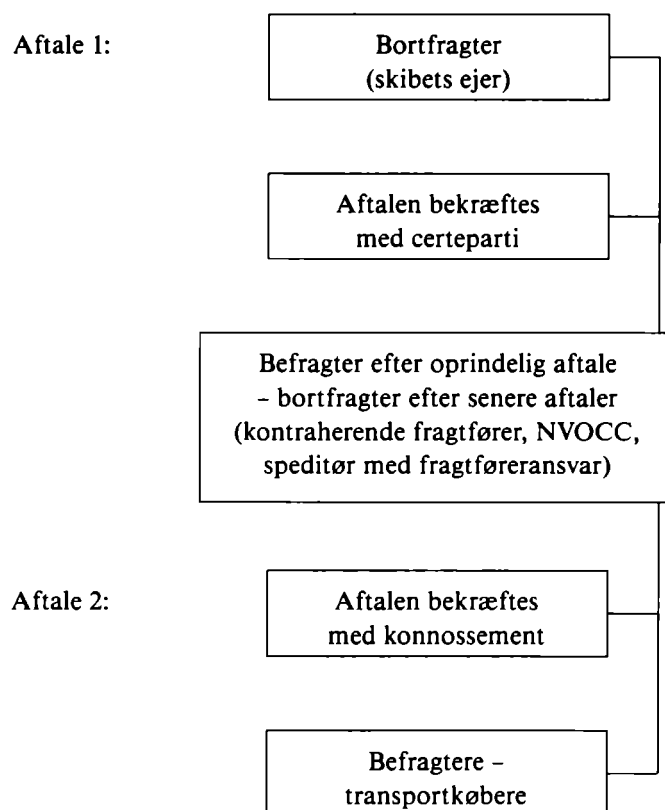 Aftale 1:
Bortfragter
(skibets ejer)
Aftalen bekræftes
med certeparti
Befragter efter oprindelig aftale
– bortfragter efter senere aftaler
(kontraherende fragtfører, NVOCC,
speditør med fragtføreransvar)
Aftale 2:
Aftalen bekræftes
med konnossement
Befragtere –
transportkøbere